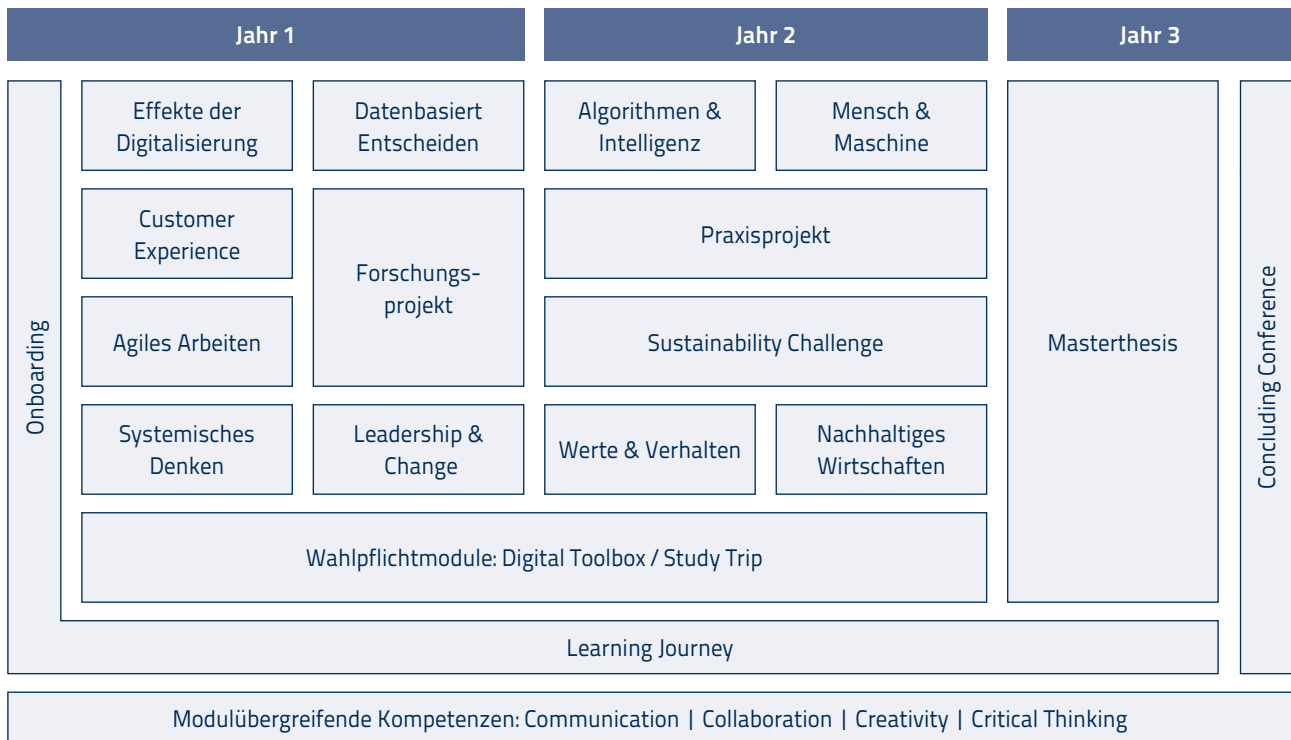 Jahr 1
Jahr 2
Jahr 3
Onboarding
Effekte der
Digitalisierung
Datenbasiert
Entscheiden
Algorithmen &
Intelligenz
Mensch &
Maschine
Customer
Experience
Forschungs-
projekt
Praxisprojekt
Agiles Arbeiten
Sustainability Challenge
Masterthesis
Concluding Conference
Systemisches
Denken
Leadership &
Change
Werte & Verhalten
Nachhaltiges
Wirtschaften
Wahlpflichtmodule: Digital Toolbox / Study Trip
Learning Journey
Modulübergreifende Kompetenzen: Communication | Collaboration | Creativity | Critical Thinking